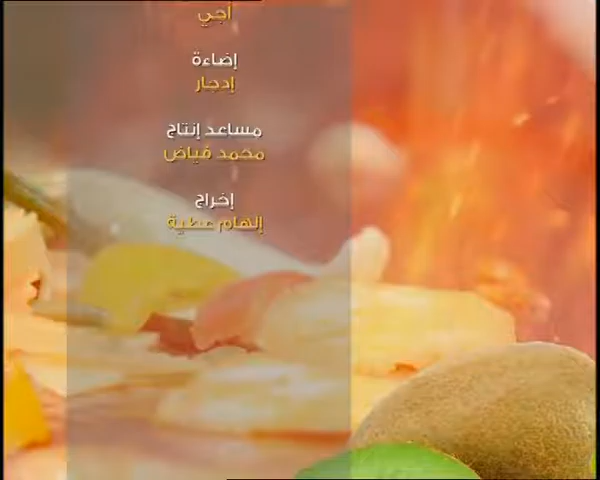 أجي
إضاءة
إدجار
مساعد إنتاج
محمد فياض
إخراج
إلهام عطية